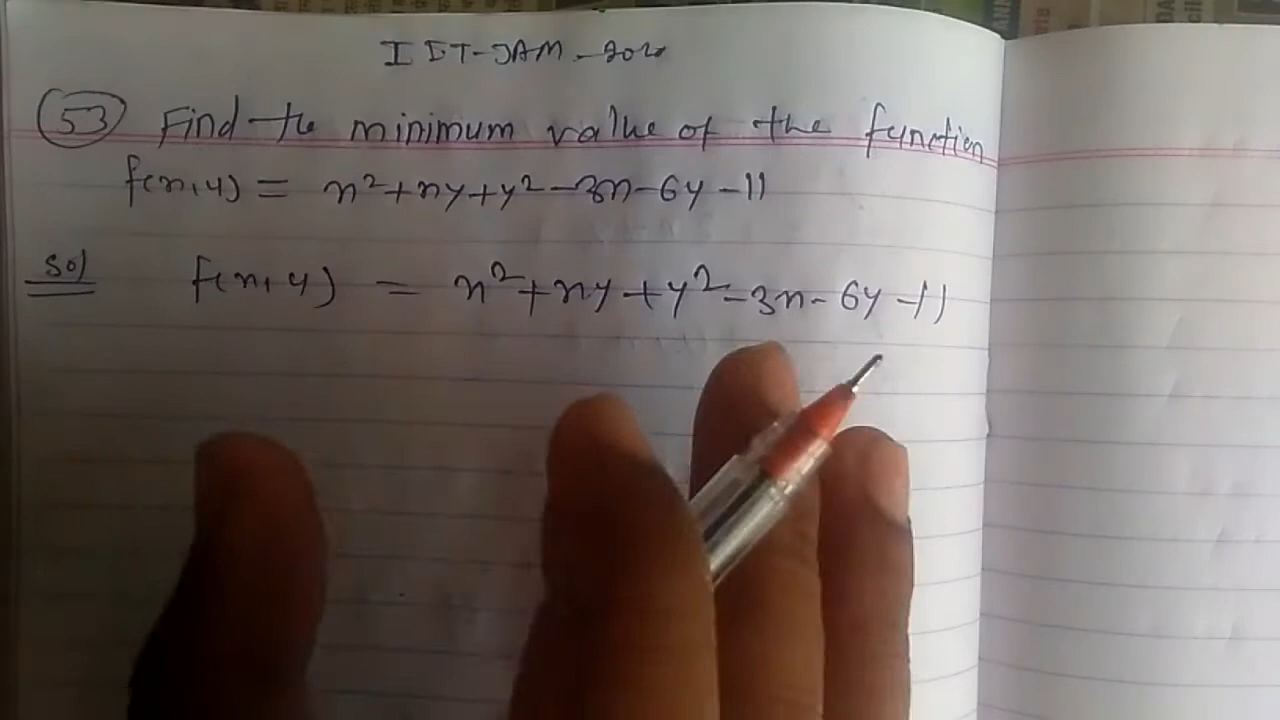 IIT-JAM-2020
53 Find the minimum value of the function
f(x,y) = x²+xy+y²-3x-6y-11
Sol f(x,y) = x²+xy+y²-3x-6y-11